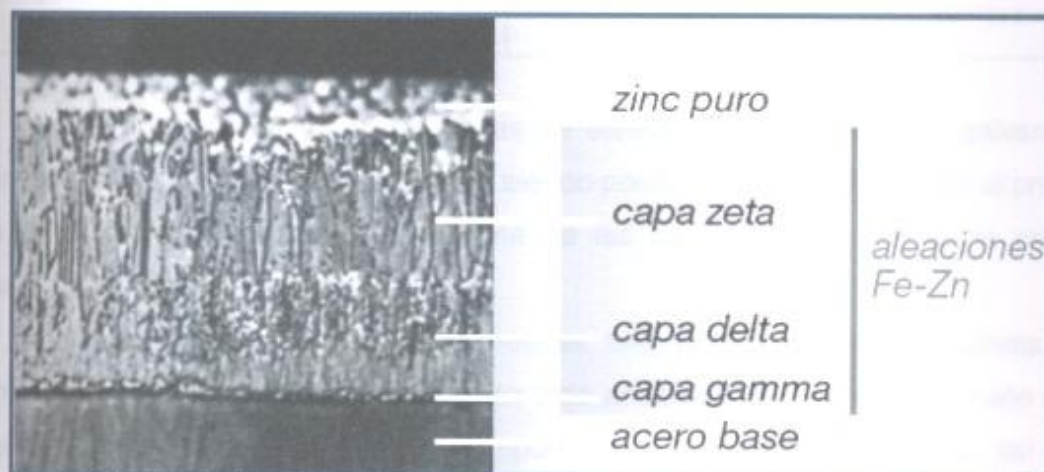 zinc puro
capa zeta
aleaciones
Fe-Zn
capa delta
capa gamma
acero base